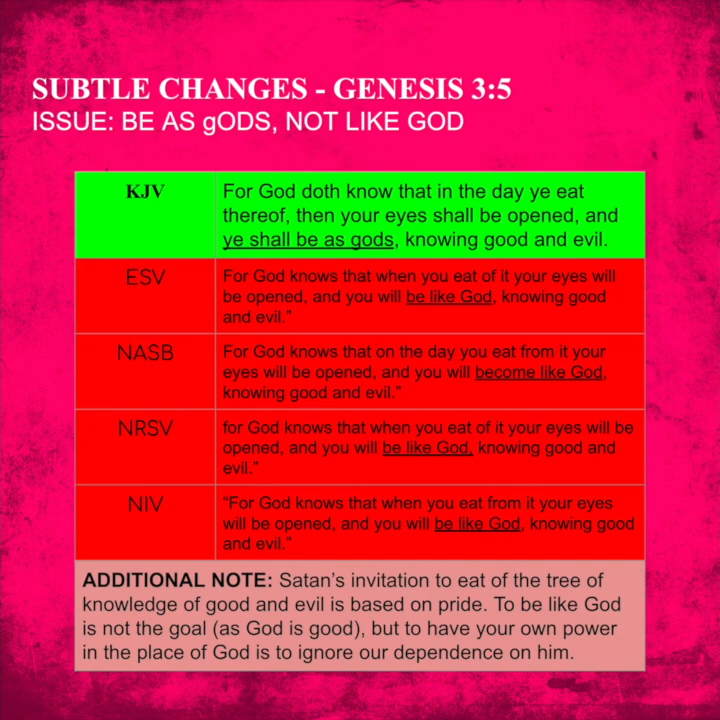 SUBTLE CHANGES - GENESIS 3:5
ISSUE: BE AS gODS, NOT LIKE GOD
KJV
For God doth know that in the day ye eat
thereof, then your eyes shall be opened, and
ye shall be as gods, knowing good and evil.
ESV
For God knows that when you eat of it your eyes will
be opened, and you will be like God, knowing good
and evil.”
NASB
For God knows that on the day you eat from it your
eyes will be opened, and you will become like God,
knowing good and evil.”
NRSV
for God knows that when you eat of it your eyes will be
opened, and you will be like God, knowing good and
evil.”
NIV
“For God knows that when you eat from it your eyes
will be opened, and you will be like God, knowing good
and evil.”
ADDITIONAL NOTE: Satan’s invitation to eat of the tree of
knowledge of good and evil is based on pride. To be like God
is not the goal (as God is good), but to have your own power
in the place of God is to ignore our dependence on him.